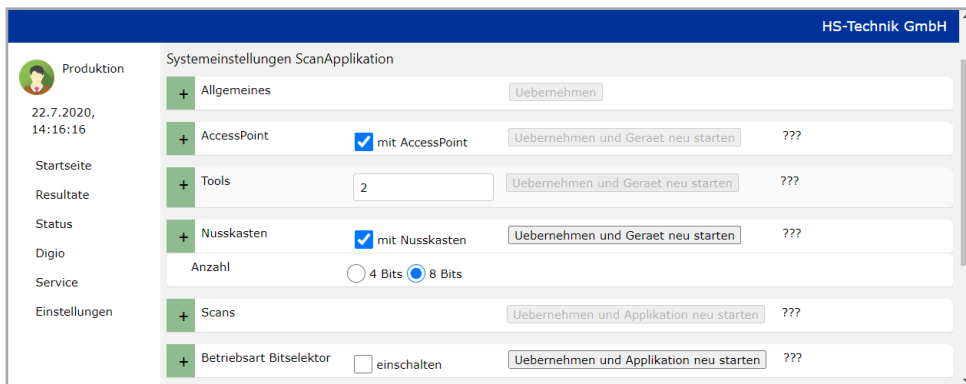 HS-Technik GmbH
Produktion
22.7.2020,
14:16:16
Startseite
Resultate
Status
Digio
Service
Einstellungen
Systemeinstellungen ScanApplikation
+ Allgemeines Uebernehmen
+ AccessPoint mit AccessPoint Uebernehmen und Geraet neu starten ???
+ Tools 2 Uebernehmen und Geraet neu starten ???
+ Nusskasten mit Nusskasten Uebernehmen und Geraet neu starten ???
Anzahl 4 Bits 8 Bits
+ Scans Uebernehmen und Applikation neu starten ???
+ Betriebsart Bitselektor einschalten Uebernehmen und Applikation neu starten ???